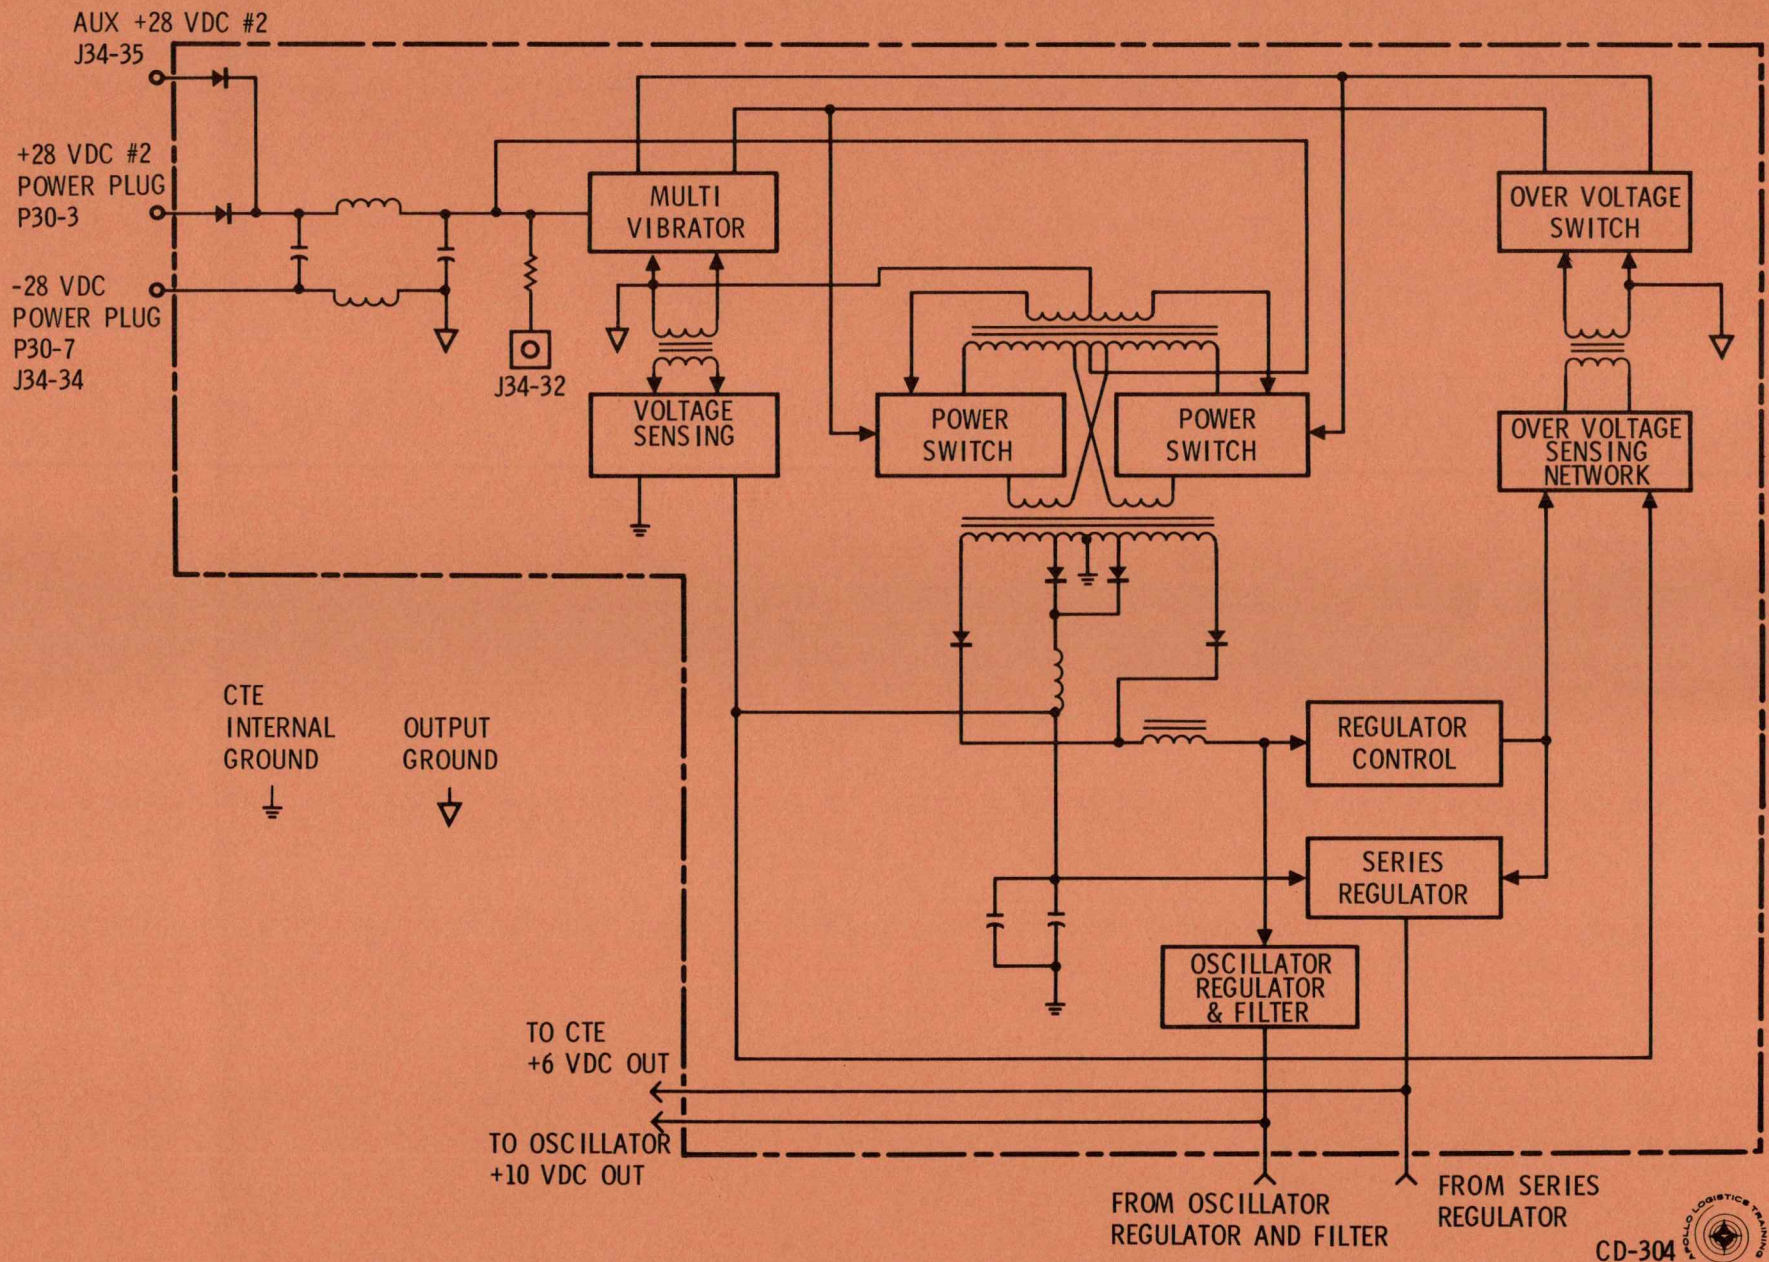 AUX +28 VDC #2
J34-35
+28 VDC #2
POWER PLUG
P30-3
-28 VDC
POWER PLUG
P30-7
J34-34
J34-32
MULTI
VIBRATOR
VOLTAGE
SENSING
POWER
SWITCH
POWER
SWITCH
OVER VOLTAGE
SWITCH
OVER VOLTAGE
SENSING
NETWORK
CTE
INTERNAL
GROUND
OUTPUT
GROUND
REGULATOR
CONTROL
SERIES
REGULATOR
OSCILLATOR
REGULATOR
& FILTER
TO CTE
+6 VDC OUT
TO OSCILLATOR
+10 VDC OUT
FROM OSCILLATOR
REGULATOR AND FILTER
FROM SERIES
REGULATOR
CD-304
APOLLO LOGISTICS TRAINING